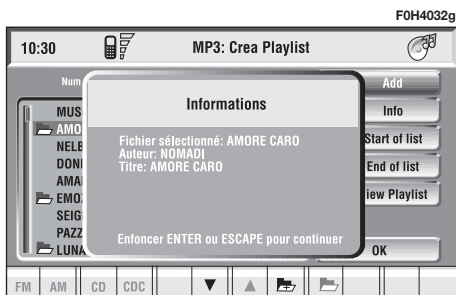 F0H4032g
10:30 MP3: Crea Playlist
Num
Add
Informations
MUS
Info
AMO
Fichier sélectionné: AMORE CARO
Start of list
NELE
Auteur: NOMADI
DON
Titre: AMORE CARO
End of list
AMA
EMOZ
iew Playlist
SEIG
PAZZ
Enfoncer ENTER ou ESCAPE pour continuer
LUNA
OK
FM AM CD CDC